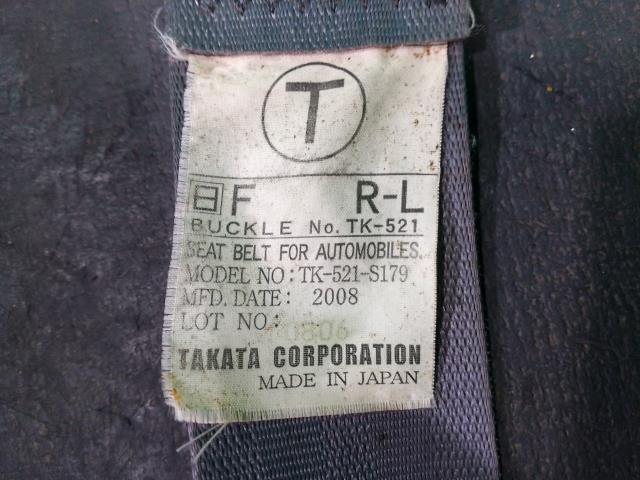 T
日F R-L
BUCKLE No. TK-521
SEAT BELT FOR AUTOMOBILES.
MODEL NO: TK-521-S179
MFD. DATE: 2008
LOT NO:
TAKATA CORPORATION
MADE IN JAPAN